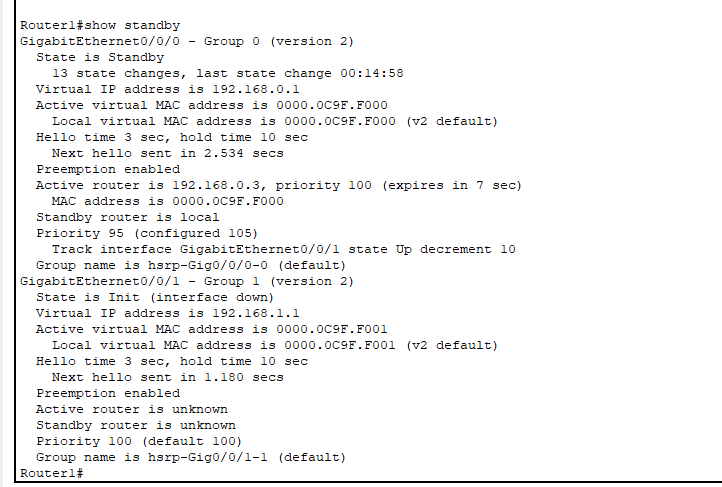 Router1#show standby
GigabitEthernet0/0/0 - Group 0 (version 2)
State is Standby
13 state changes, last state change 00:14:58
Virtual IP address is 192.168.0.1
Active virtual MAC address is 0000.0C9F.F000
Local virtual MAC address is 0000.0C9F.F000 (v2 default)
Hello time 3 sec, hold time 10 sec
Next hello sent in 2.534 secs
Preemption enabled
Active router is 192.168.0.3, priority 100 (expires in 7 sec)
MAC address is 0000.0C9F.F000
Standby router is local
Priority 95 (configured 105)
Track interface GigabitEthernet0/0/1 state Up decrement 10
Group name is hsrp-Gig0/0/0-0 (default)
GigabitEthernet0/0/1 - Group 1 (version 2)
State is Init (interface down)
Virtual IP address is 192.168.1.1
Active virtual MAC address is 0000.0C9F.F001
Local virtual MAC address is 0000.0C9F.F001 (v2 default)
Hello time 3 sec, hold time 10 sec
Next hello sent in 1.180 secs
Preemption enabled
Active router is unknown
Standby router is unknown
Priority 100 (default 100)
Group name is hsrp-Gig0/0/1-1 (default)
Router1#